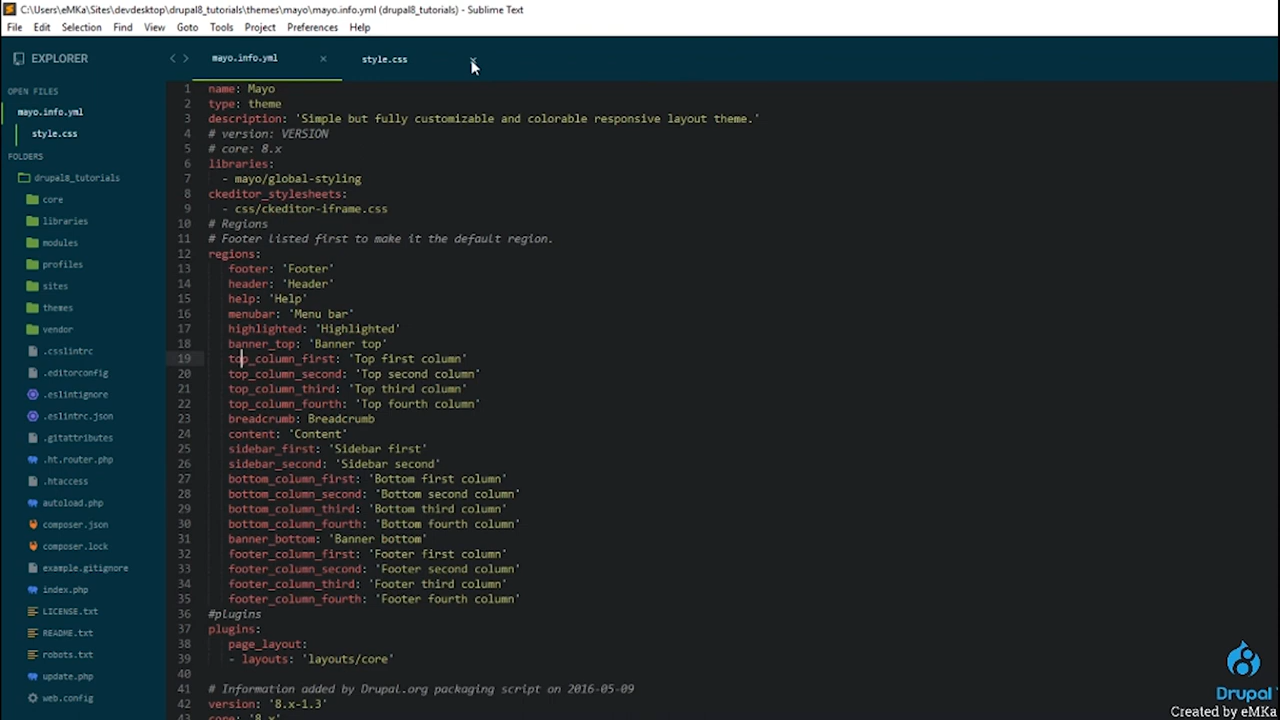 C:\Users\eMKa\Sites\devdesktop\drupal8_tutorials\themes\mayo\mayo.info.yml (drupal8_tutorials) - Sublime Text
File Edit Selection Find View Goto Tools Project Preferences Help
EXPLORER
mayo.info.yml
style.css
OPEN FILES
mayo.info.yml
style.css
FOLDERS
drupal8_tutorials
core
libraries
modules
profiles
sites
themes
vendor
.csslintrc
.editorconfig
.eslintignore
.eslintrc.json
.gitattributes
.ht.router.php
.htaccess
autoload.php
composer.json
composer.lock
example.gitignore
index.php
LICENSE.txt
README.txt
robots.txt
update.php
web.config
1 name: Mayo
2 type: theme
3 description: 'Simple but fully customizable and colorable responsive layout theme.'
4 # version: VERSION
5 # core: 8.x
6 libraries:
7 - mayo/global-styling
8 ckeditor_stylesheets:
9 - css/ckeditor-iframe.css
10 # Regions
11 # Footer listed first to make it the default region.
12 regions:
13 footer: 'Footer'
14 header: 'Header'
15 help: 'Help'
16 menubar: 'Menu bar'
17 highlighted: 'Highlighted'
18 banner_top: 'Banner top'
19 top_column_first: 'Top first column'
20 top_column_second: 'Top second column'
21 top_column_third: 'Top third column'
22 top_column_fourth: 'Top fourth column'
23 breadcrumb: Breadcrumb
24 content: 'Content'
25 sidebar_first: 'Sidebar first'
26 sidebar_second: 'Sidebar second'
27 bottom_column_first: 'Bottom first column'
28 bottom_column_second: 'Bottom second column'
29 bottom_column_third: 'Bottom third column'
30 bottom_column_fourth: 'Bottom fourth column'
31 banner_bottom: 'Banner bottom'
32 footer_column_first: 'Footer first column'
33 footer_column_second: 'Footer second column'
34 footer_column_third: 'Footer third column'
35 footer_column_fourth: 'Footer fourth column'
36 #plugins
37 plugins:
38 page_layout:
39 - layouts: 'layouts/core'
40
41 # Information added by Drupal.org packaging script on 2016-05-09
42 version: '8.x-1.3'
43 core: '8.x'
Drupal
Created by eMKa